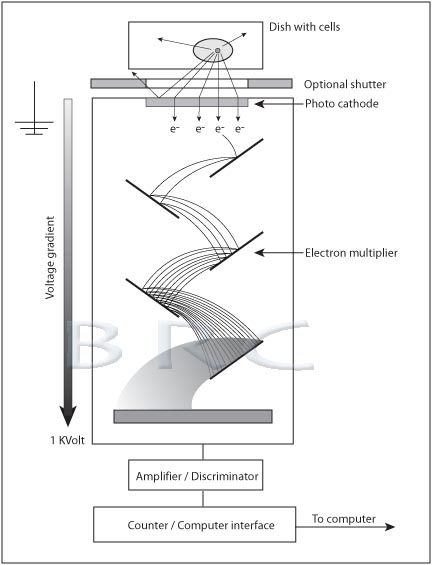 Dish with cells
Optional shutter
Photo cathode
e- e- e- e-
Voltage gradient
Electron multiplier
BNC
1 KVolt
Amplifier / Discriminator
Counter / Computer interface
To computer